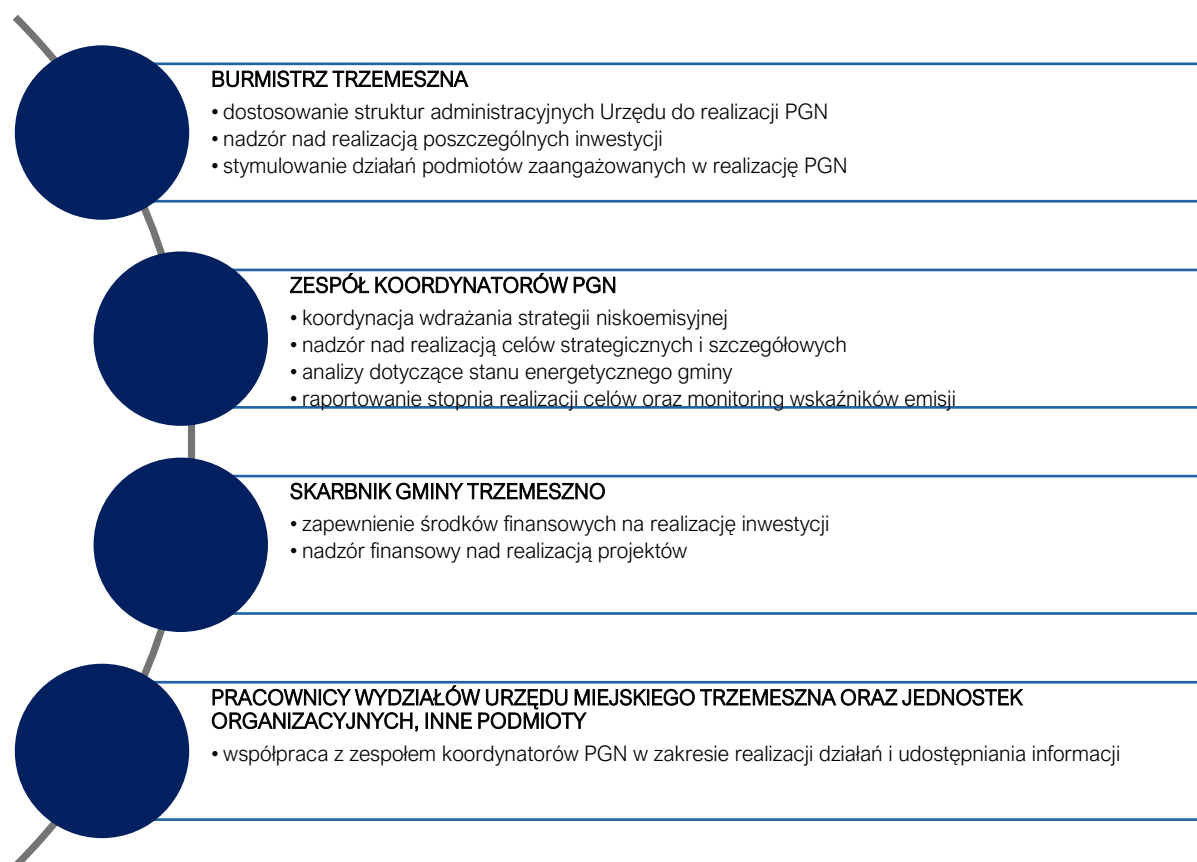 BURMISTRZ TRZEMESZNA
• dostosowanie struktur administracyjnych Urzędu do realizacji PGN
• nadzór nad realizacją poszczególnych inwestycji
• stymulowanie działań podmiotów zaangażowanych w realizację PGN
ZESPÓŁ KOORDYNATORÓW PGN
• koordynacja wdrażania strategii niskoemisyjnej
• nadzór nad realizacją celów strategicznych i szczegółowych
• analizy dotyczące stanu energetycznego gminy
• raportowanie stopnia realizacji celów oraz monitoring wskaźników emisji
SKARBNIK GMINY TRZEMESZNO
• zapewnienie środków finansowych na realizację inwestycji
• nadzór finansowy nad realizacją projektów
PRACOWNICY WYDZIAŁÓW URZĘDU MIEJSKIEGO TRZEMESZNA ORAZ JEDNOSTEK
ORGANIZACYJNYCH, INNE PODMIOTY
• współpraca z zespołem koordynatorów PGN w zakresie realizacji działań i udostępniania informacji